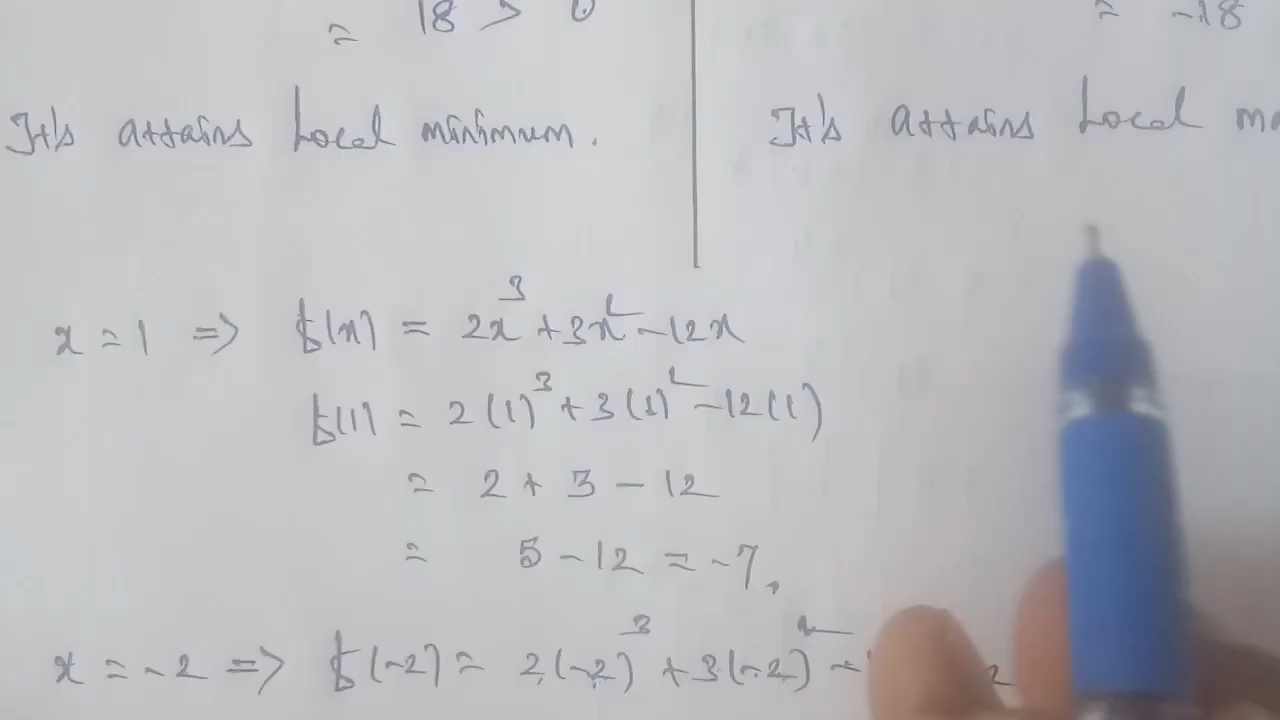 = 18 > 0
= -18
It's attains Local minimum.
It's attains Local
x = 1 => f(x) = 2x³ + 3x² - 12x
f(1) = 2(1)³ + 3(1)² - 12(1)
= 2 + 3 - 12
= 5 - 12 = -7,
x = -2 => f(-2) = 2(-2)³ + 3(-2)² -